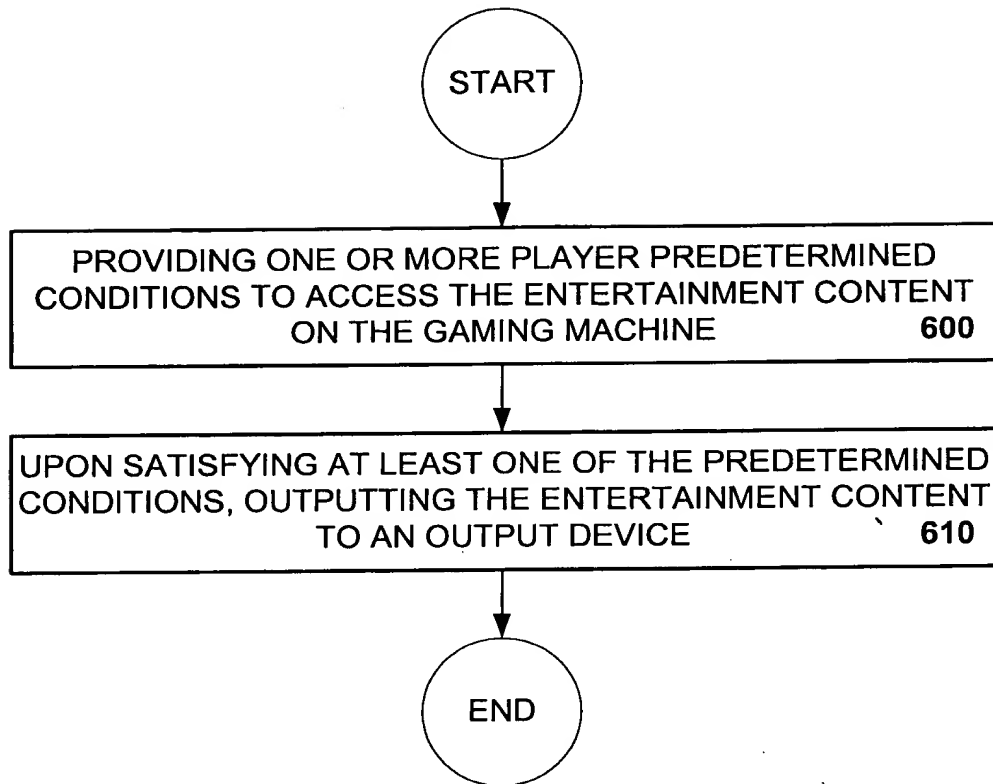 START
PROVIDING ONE OR MORE PLAYER PREDETERMINED
CONDITIONS TO ACCESS THE ENTERTAINMENT CONTENT
ON THE GAMING MACHINE 600
UPON SATISFYING AT LEAST ONE OF THE PREDETERMINED
CONDITIONS, OUTPUTTING THE ENTERTAINMENT CONTENT
TO AN OUTPUT DEVICE 610
END